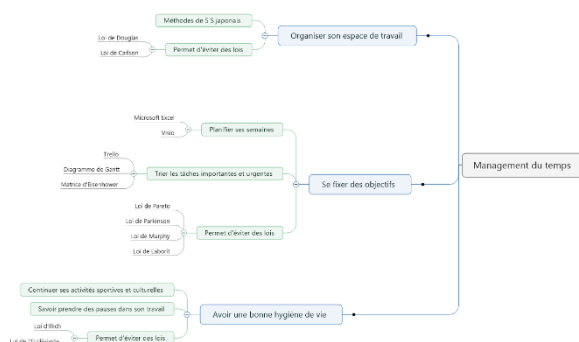 Méthodes de 5 S japonais
Organiser son espace de travail
Loi de Douglas
Permet d'éviter des lois
Loi de Carlson
Microsoft Excel
Planifier ses semaines
Visio
Management du temps
Trello
Diagramme de Gantt
Trier les tâches importantes et urgentes
Matrice d'Eisenhower
Se fixer des objectifs
Loi de Pareto
Loi de Parkinson
Permet d'éviter des lois
Loi de Murphy
Loi de Laborit
Continuer ses activités sportives et culturelles
Savoir prendre des pauses dans son travail
Avoir une bonne hygiène de vie
Loi d'Illich
Permet d'éviter des lois
Loi de l'Ecclésiaste